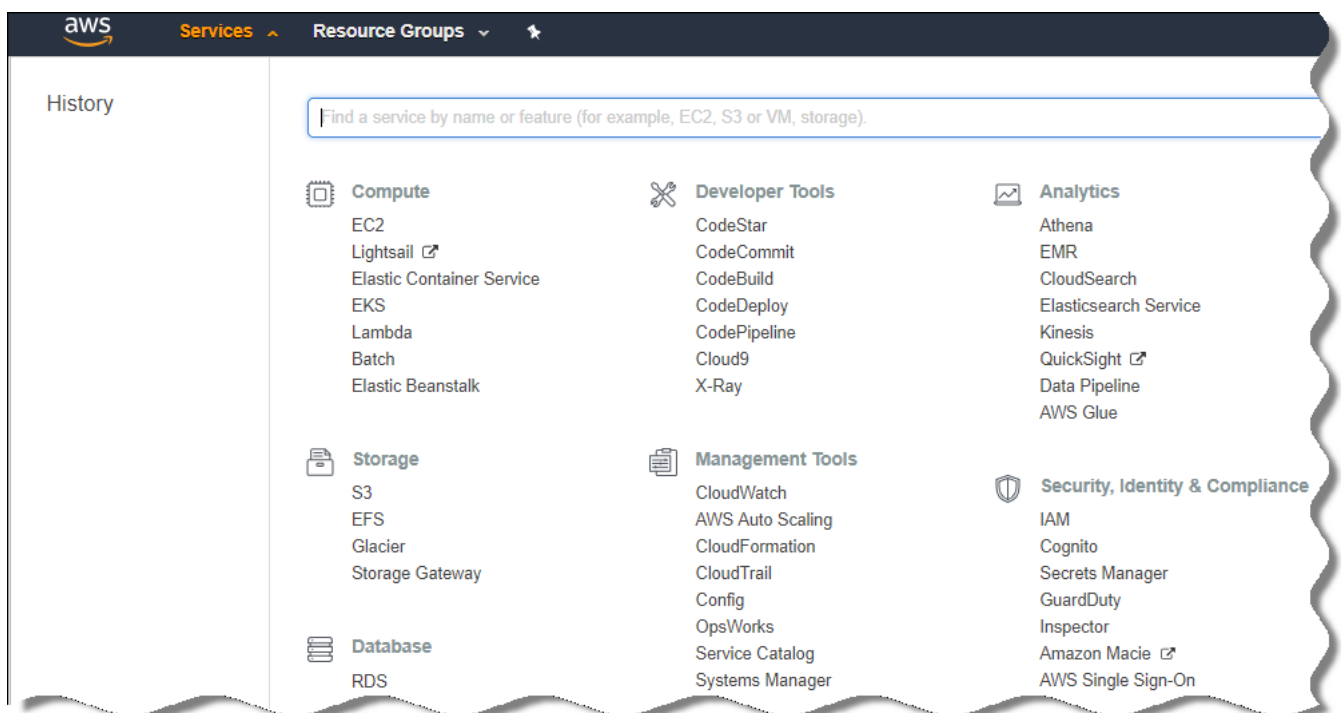 aws Services Resource Groups
History
Find a service by name or feature (for example, EC2, S3 or VM, storage).
Compute
EC2
Lightsail
Elastic Container Service
EKS
Lambda
Batch
Elastic Beanstalk
Storage
S3
EFS
Glacier
Storage Gateway
Database
RDS
Developer Tools
CodeStar
CodeCommit
CodeBuild
CodeDeploy
CodePipeline
Cloud9
X-Ray
Management Tools
CloudWatch
AWS Auto Scaling
CloudFormation
CloudTrail
Config
OpsWorks
Service Catalog
Systems Manager
Analytics
Athena
EMR
CloudSearch
Elasticsearch Service
Kinesis
QuickSight
Data Pipeline
AWS Glue
Security, Identity & Compliance
IAM
Cognito
Secrets Manager
GuardDuty
Inspector
Amazon Macie
AWS Single Sign-On